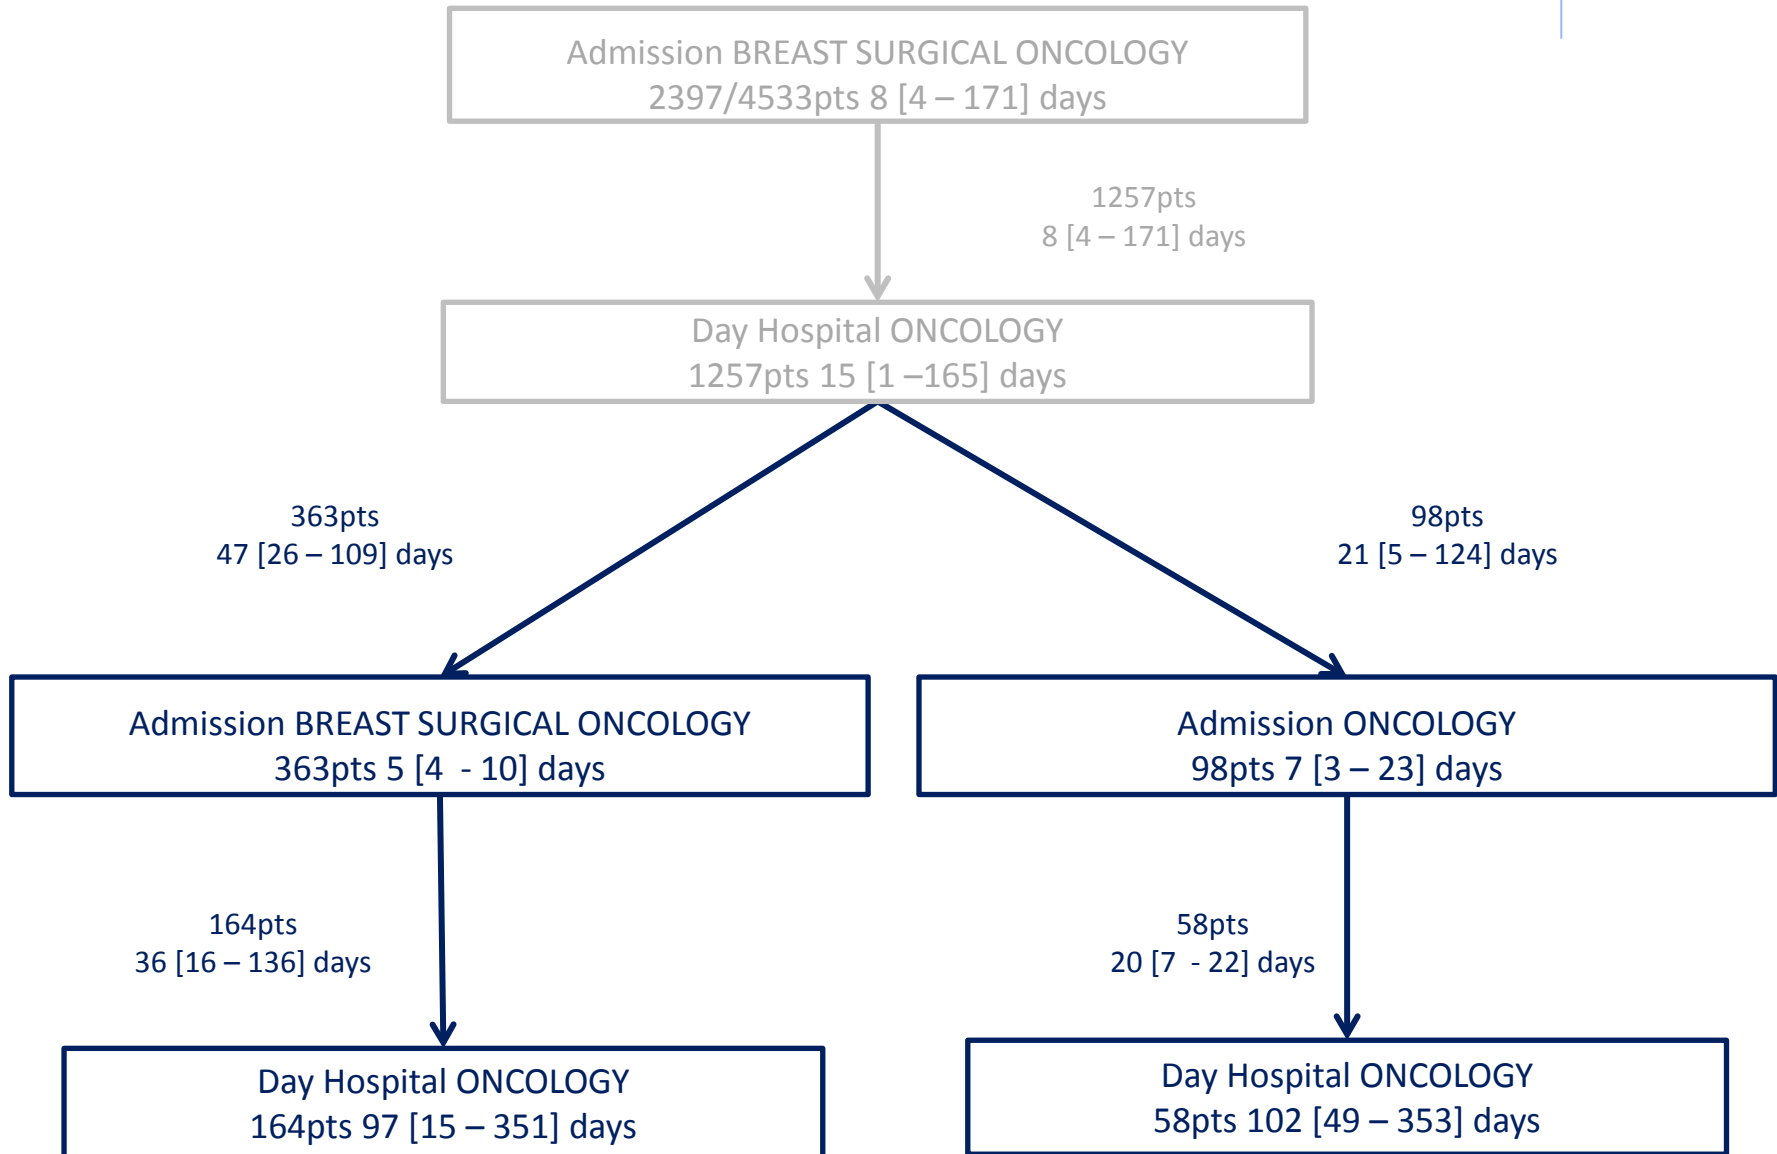 Admission BREAST SURGICAL ONCOLOGY
2397/4533pts 8 [4 – 171] days
1257pts
8 [4 – 171] days
Day Hospital ONCOLOGY
1257pts 15 [1 –165] days
363pts
47 [26 – 109] days
98pts
21 [5 – 124] days
Admission BREAST SURGICAL ONCOLOGY
363pts 5 [4  - 10] days
Admission ONCOLOGY
98pts 7 [3 – 23] days
164pts
36 [16 – 136] days
58pts
20 [7  - 22] days
Day Hospital ONCOLOGY
164pts 97 [15 – 351] days
Day Hospital ONCOLOGY
58pts 102 [49 – 353] days